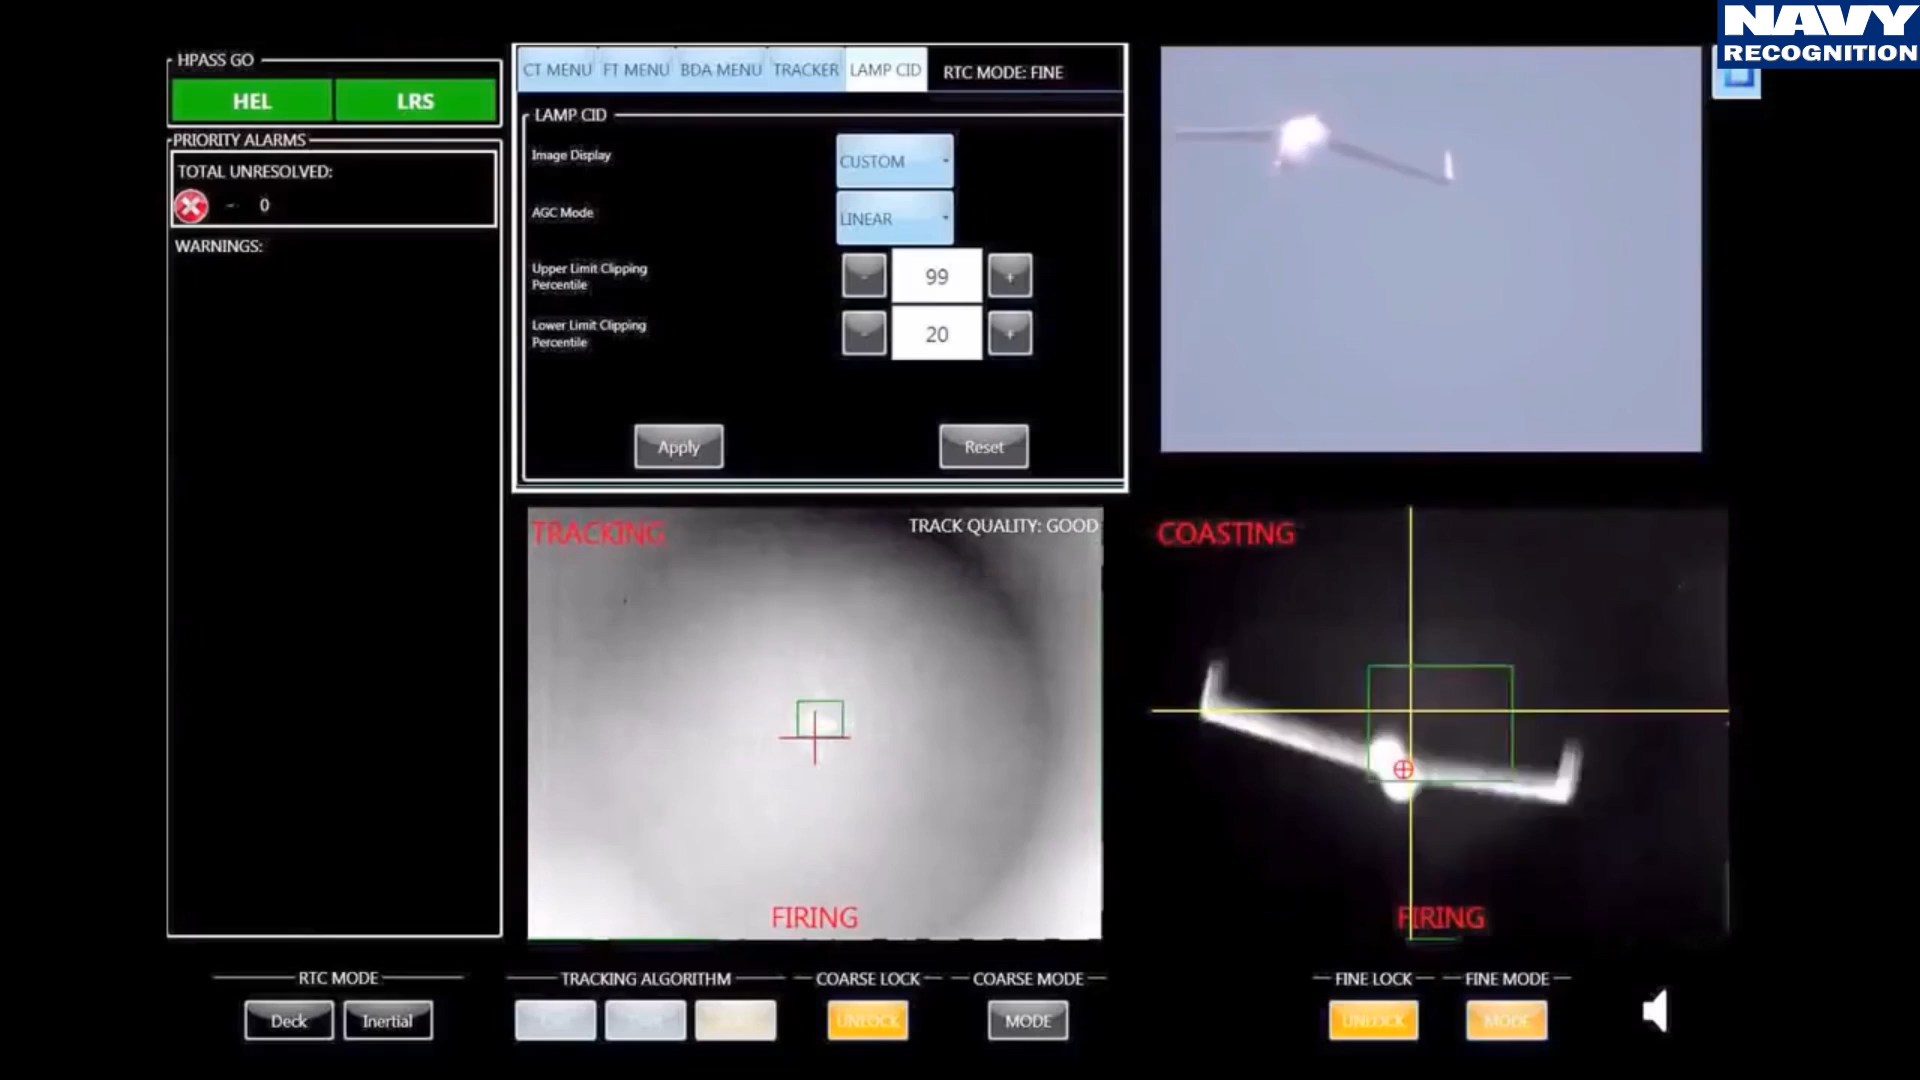 NAVY
RECOGNITION
HPASS GO
HEL
LRS
PRIORITY ALARMS
TOTAL UNRESOLVED:
- 0
WARNINGS:
CT MENU
FT MENU
BDA MENU
TRACKER
LAMP CID
RTC MODE: FINE
LAMP CID
Image Display
CUSTOM
AGC Mode
LINEAR
Upper Limit Clipping
Percentile
- 99 +
Lower Limit Clipping
Percentile
- 20 +
Apply
Reset
TRACKING
TRACK QUALITY: GOOD
FIRING
COASTING
FIRING
RTC MODE
Deck
Inertial
TRACKING ALGORITHM
COARSE LOCK
UNLOCK
COARSE MODE
MODE
FINE LOCK
UNLOCK
FINE MODE
MODE